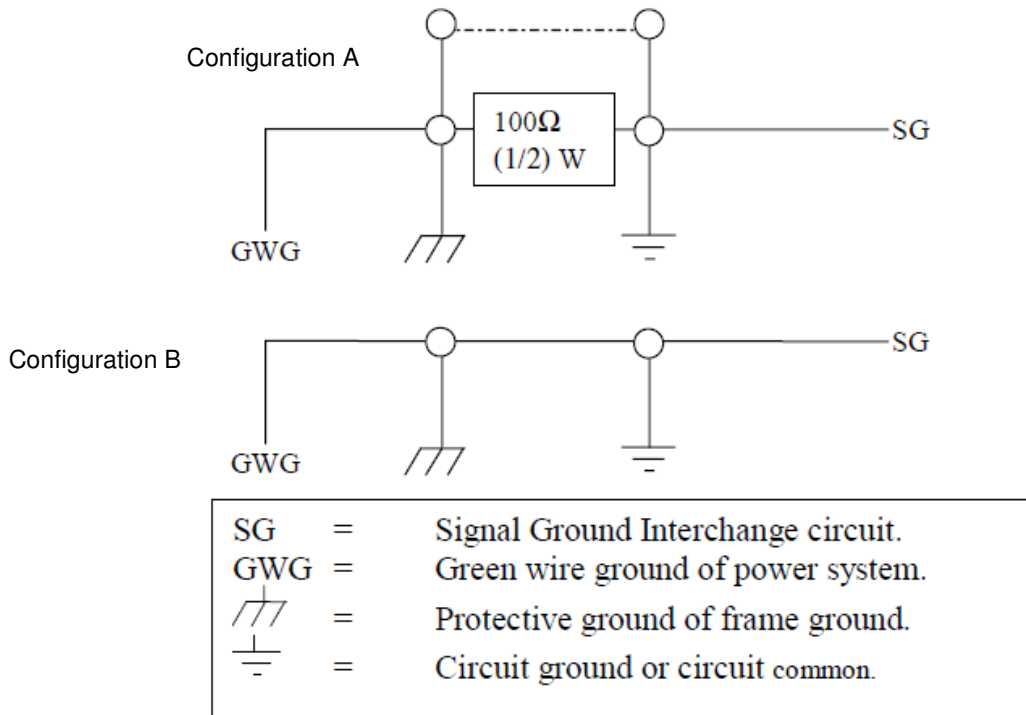 Configuration A
100Ω
(1/2) W
SG
GWG
Configuration B
SG
GWG
SG = Signal Ground Interchange circuit.
GWG = Green wire ground of power system.
= Protective ground of frame ground.
= Circuit ground or circuit common.